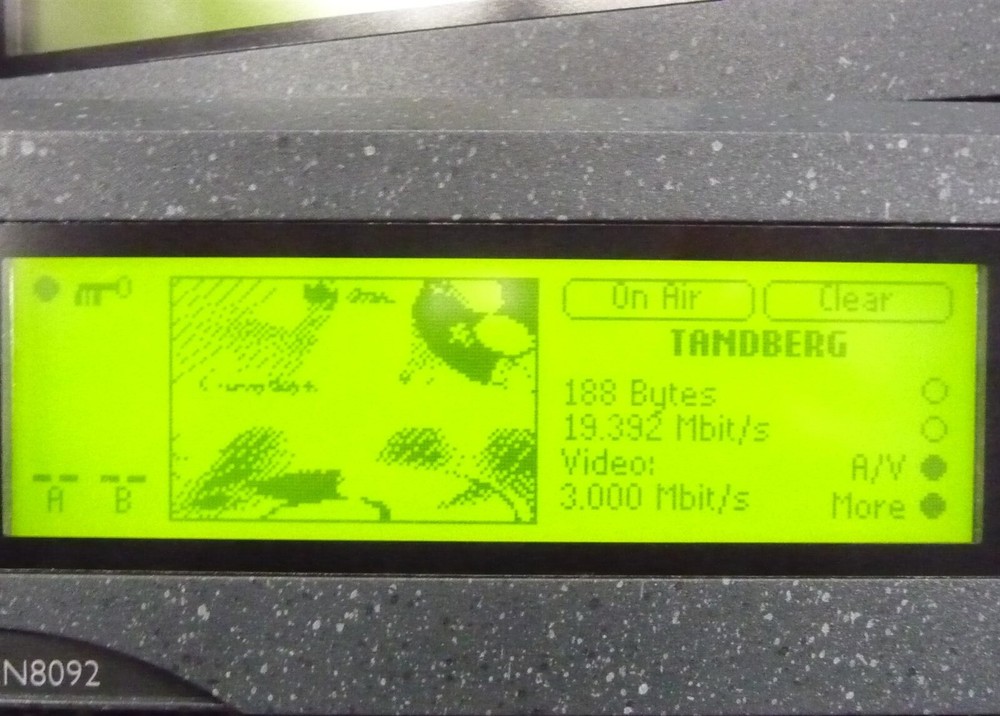 On Air Clear
TANDBERG
188 Bytes
19.392 Mbit/s
Video: A/V
3.000 Mbit/s More
A B
N8092